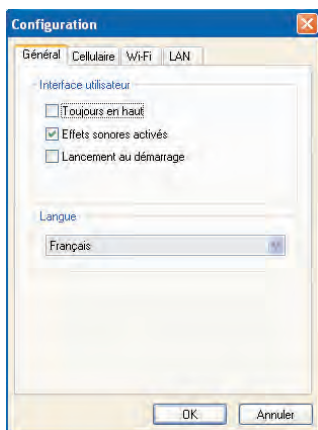 Configuration
Général Cellulaire Wi-Fi LAN
Interface utilisateur
Toujours en haut
Effets sonores activés
Lancement au démarrage
Langue
Français
OK Annuler